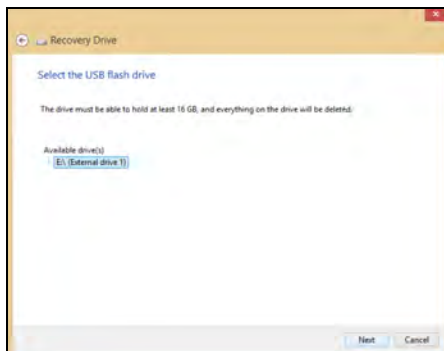 Recovery Drive
Select the USB flash drive
The drive must be able to hold at least 16 GB, and everything on the drive will be deleted.
Available drive(s)
E:\ (External drive 1)
Next Cancel